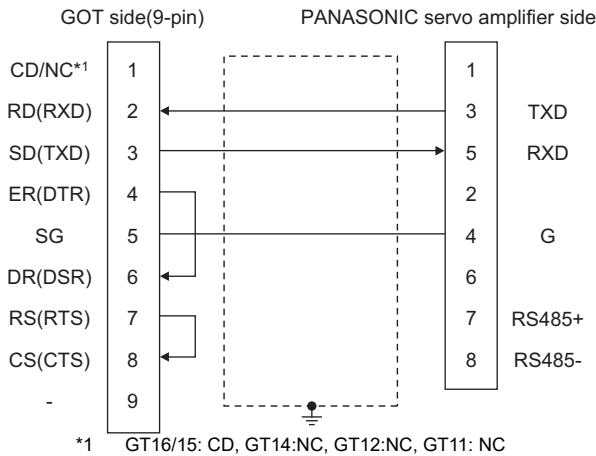 GOT side(9-pin) PANASONIC servo amplifier side
CD/NC*1 1 1
RD(RXD) 2 3 TXD
SD(TXD) 3 5 RXD
ER(DTR) 4 2
SG 5 4 G
DR(DSR) 6 6
RS(RTS) 7 7 RS485+
CS(CTS) 8 8 RS485-
- 9
*1 GT16/15: CD, GT14:NC, GT12:NC, GT11: NC